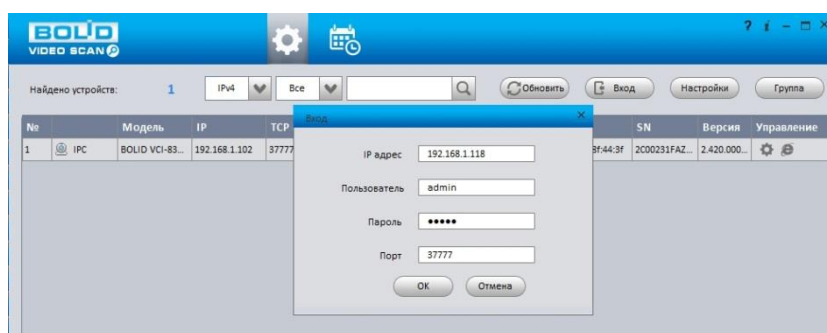 BOLID
VIDEO SCAN
? i
Найдено устройств: 1 IPv4 Все Обновить Вход Настройки Группа
№ Модель IP TCP SN Версия Управление
1 IPC BOLID VCI-83... 192.168.1.102 37777 3f:44:3f 2C00231FAZ... 2.420.000...
Вход
IP адрес 192.168.1.118
Пользователь admin
Пароль •••••
Порт 37777
OK Отмена